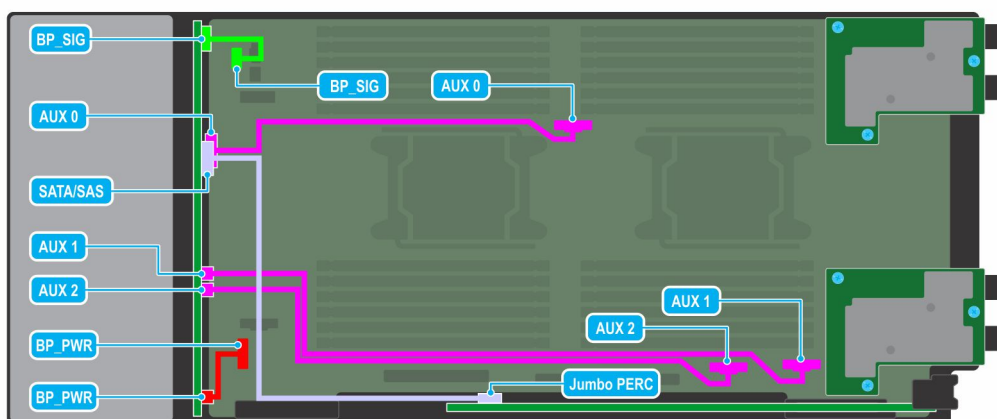 BP_SIG
BP_SIG
AUX 0
AUX 0
SATA/SAS
AUX 1
AUX 2
AUX 1
AUX 2
BP_PWR
Jumbo PERC
BP_PWR